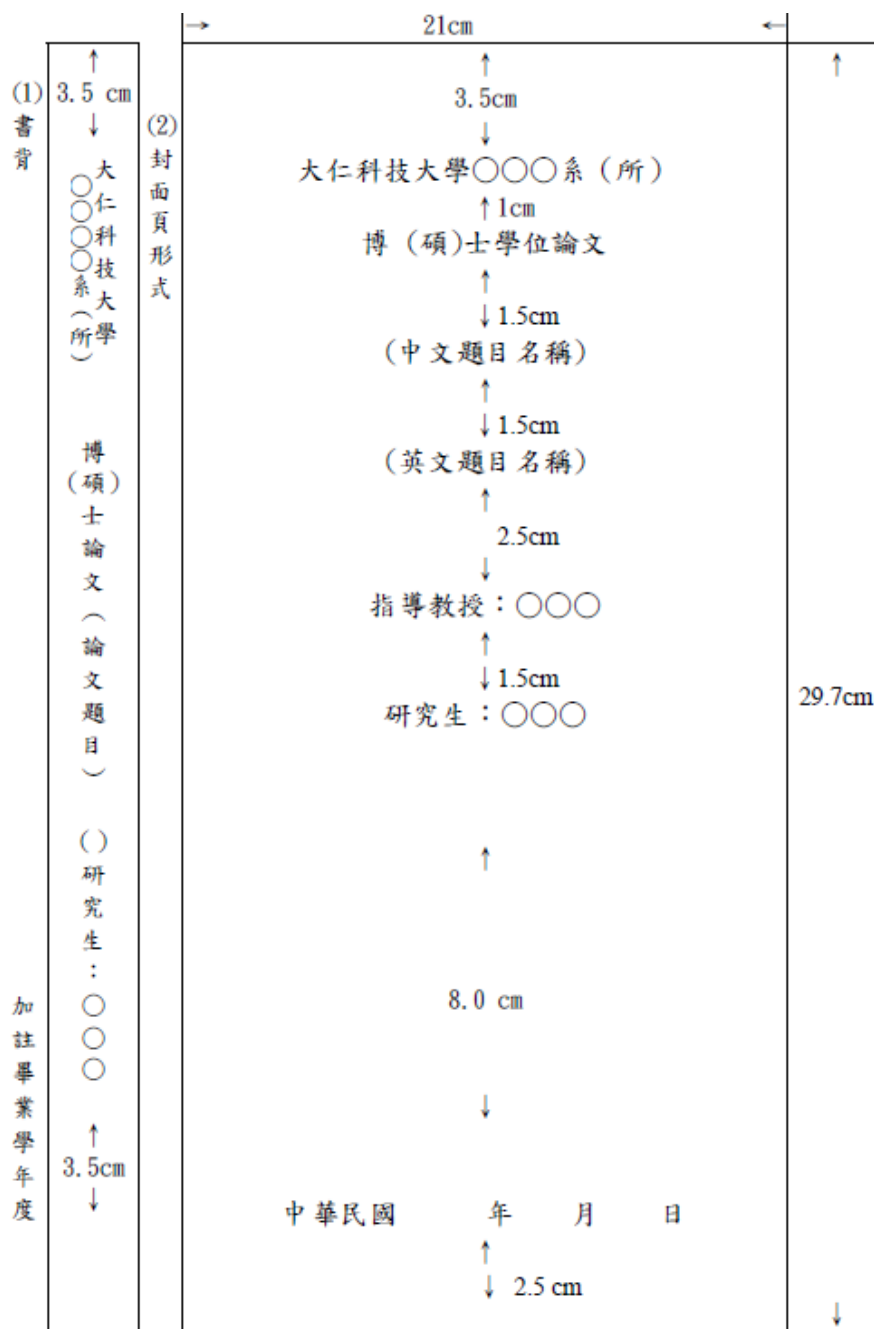 → 21cm ←
(1)書背
↑
3.5 cm
↓
大仁科技大學
○○○○系(所)
博(碩)士論文(論文題目)
()研究生:○○○
↑
3.5cm
↓
加註畢業學年度
(2)封面頁形式
↑
3.5cm
↓
大仁科技大學○○○系(所)
↑1cm
博(碩)士學位論文
↑
↓1.5cm
(中文題目名稱)
↑
↓1.5cm
(英文題目名稱)
↑
2.5cm
↓
指導教授:○○○
↑
↓1.5cm
研究生:○○○
↑
8.0 cm
↓
中華民國 年 月 日
↑
↓ 2.5 cm
↑
29.7cm
↓